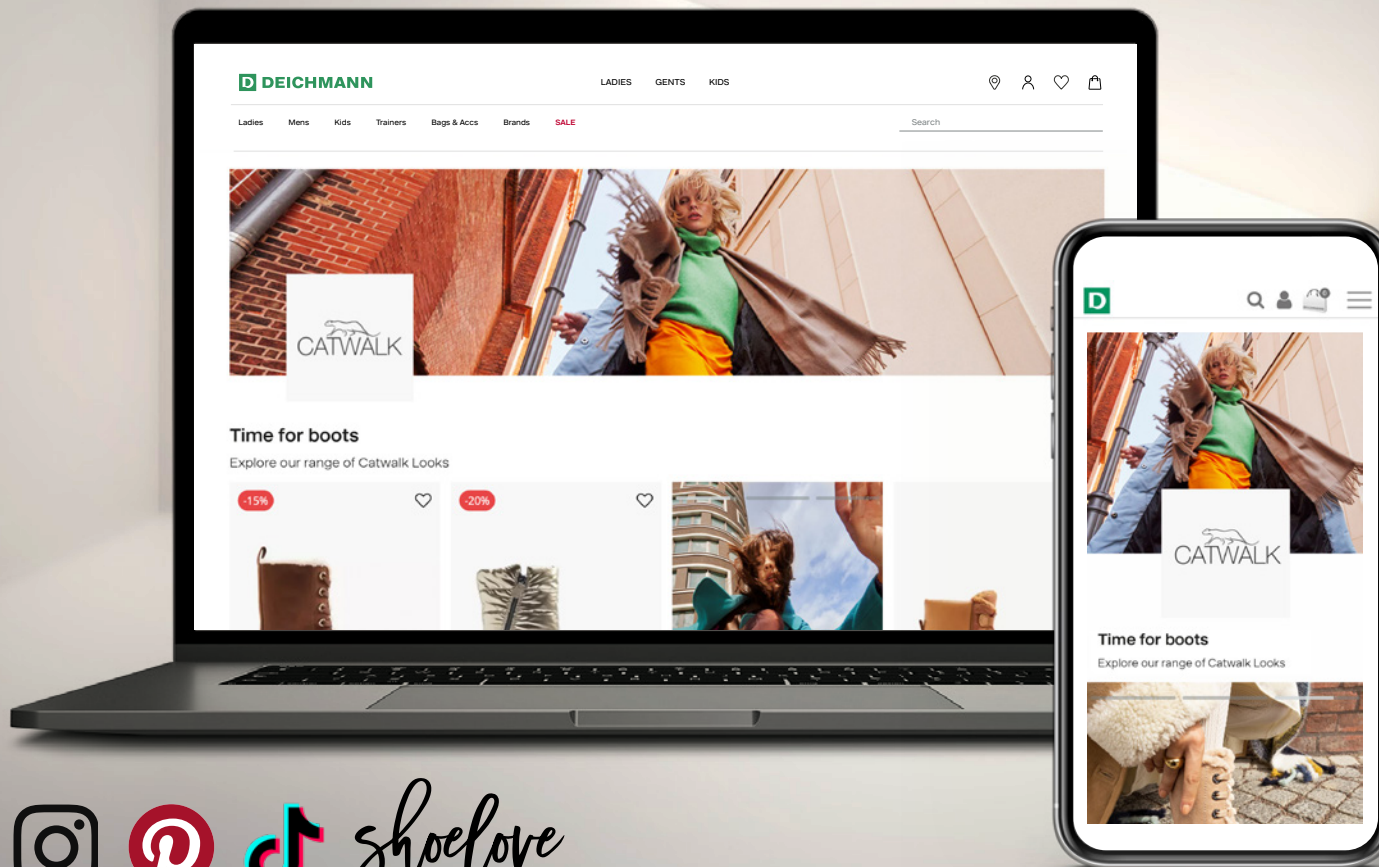 D DEICHMANN
LADIES GENTS KIDS
Ladies Mens Kids Trainers Bags & Accs Brands SALE
Search
CATWALK
Time for boots
Explore our range of Catwalk Looks
-15%
-20%
D
0
CATWALK
Time for boots
Explore our range of Catwalk Looks
shoelove